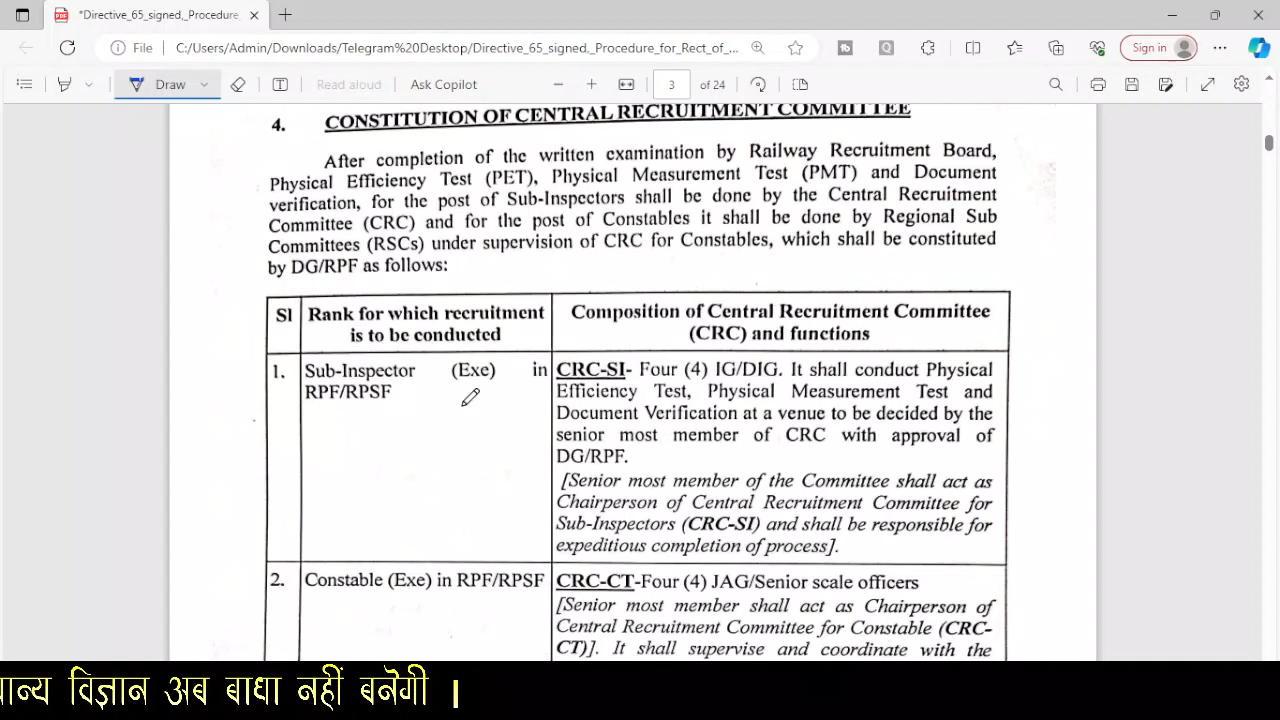 *Directive_65_signed,_Procedure_
File
C:/Users/Admin/Downloads/Telegram%20Desktop/Directive_65_signed,_Procedure_for_Rect_of_...
Sign in
Draw
Read aloud
Ask Copilot
3 of 24
4. CONSTITUTION OF CENTRAL RECRUITMENT COMMITTEE
After completion of the written examination by Railway Recruitment Board,
Physical Efficiency Test (PET), Physical Measurement Test (PMT) and Document
verification, for the post of Sub-Inspectors shall be done by the Central Recruitment
Committee (CRC) and for the post of Constables it shall be done by Regional Sub
Committees (RSCs) under supervision of CRC for Constables, which shall be constituted
by DG/RPF as follows:
Sl
Rank for which recruitment
is to be conducted
Composition of Central Recruitment Committee
(CRC) and functions
1.
Sub-Inspector (Exe) in
RPF/RPSF
CRC-SI- Four (4) IG/DIG. It shall conduct Physical
Efficiency Test, Physical Measurement Test and
Document Verification at a venue to be decided by the
senior most member of CRC with approval of
DG/RPF.
[Senior most member of the Committee shall act as
Chairperson of Central Recruitment Committee for
Sub-Inspectors (CRC-SI) and shall be responsible for
expeditious completion of process].
2.
Constable (Exe) in RPF/RPSF
CRC-CT-Four (4) JAG/Senior scale officers
[Senior most member shall act as Chairperson of
Central Recruitment Committee for Constable (CRC-
CT)]. It shall supervise and coordinate with the
विज्ञान अब बाधा नहीं बनेगी ।